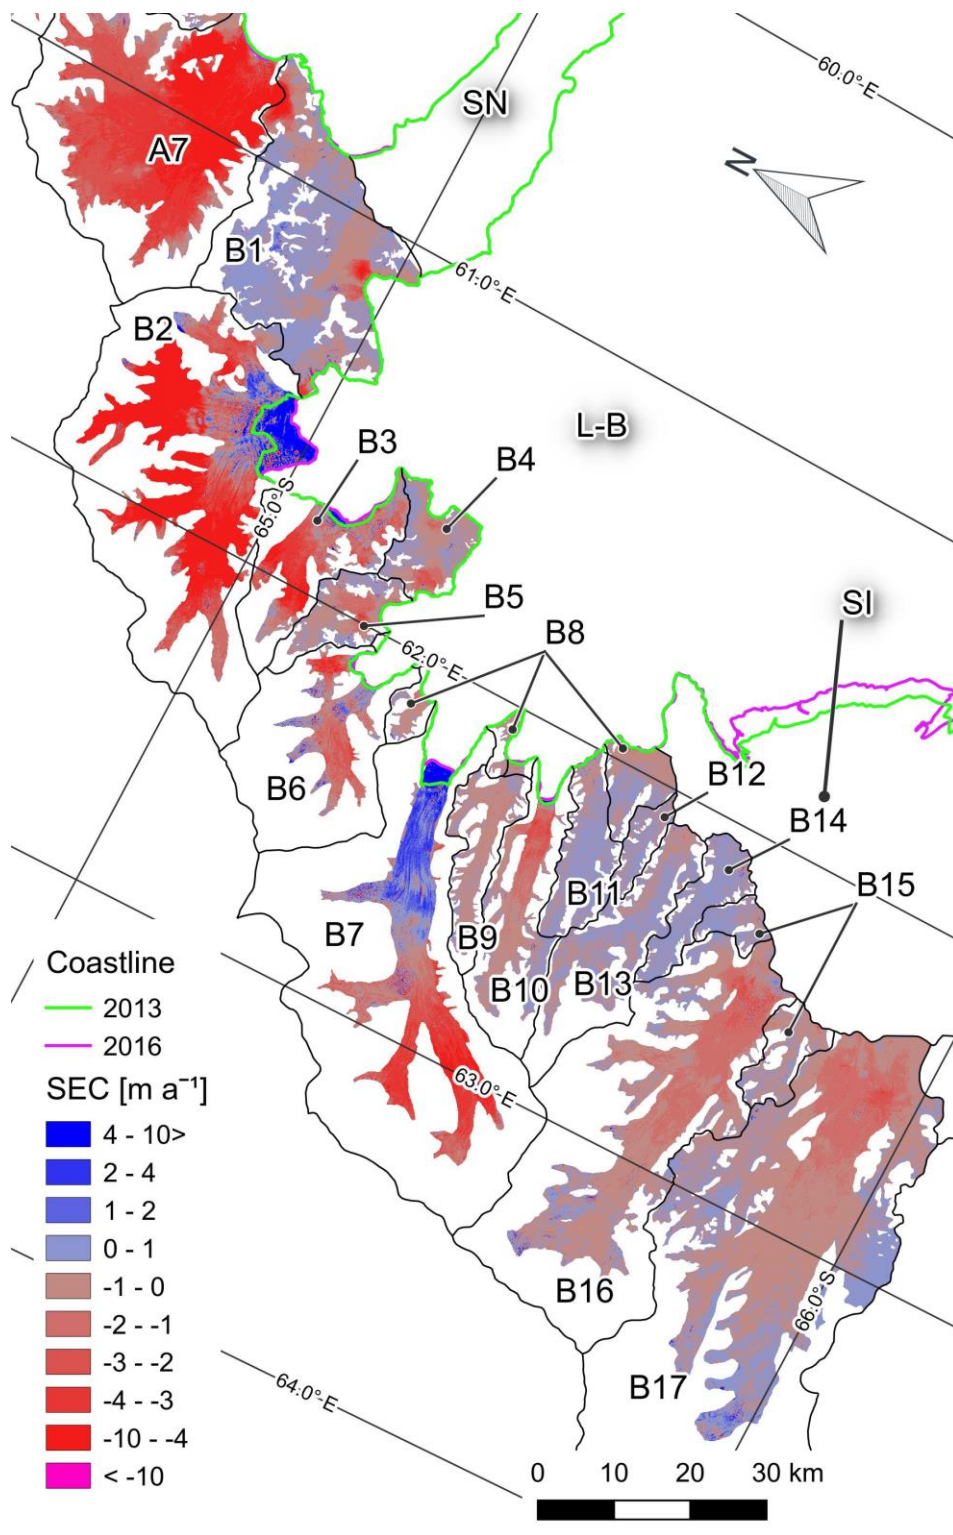 60.0°E
SN
N
A7
B1
61.0°E
B2
L-B
B3
B4
65.0° S
B5
SI
B8
62.0°E
B6
B12
B14
B11
B15
B7
B9
B10
B13
Coastline
2013
2016
63.0°E
SEC [m a⁻¹]
4 - 10>
2 - 4
1 - 2
0 - 1
-1 - 0
-2 - -1
-3 - -2
-4 - -3
-10 - -4
< -10
B16
66.0° S
B17
64.0°E
0 10 20 30 km